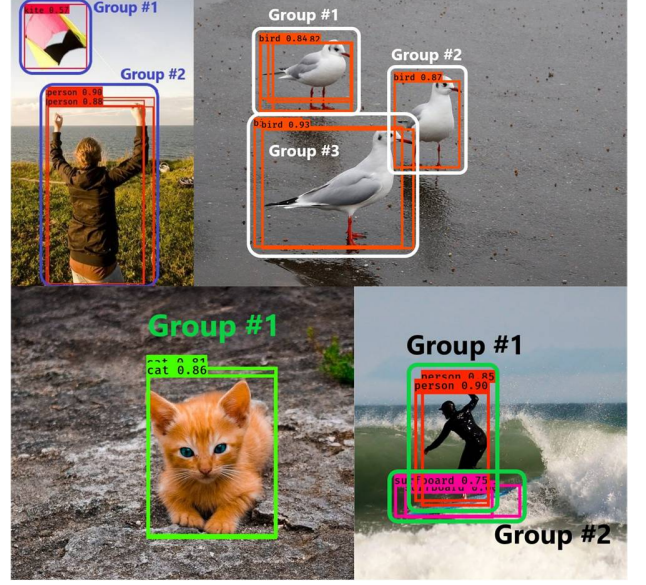 Group #1
kite 0.57
Group #2
person 0.90
person 0.88
Group #1
bird 0.84
Group #2
bird 0.87
bird 0.93
Group #3
Group #1
cat 0.81
cat 0.86
Group #1
person 0.85
person 0.90
surfboard 0.75
Group #2